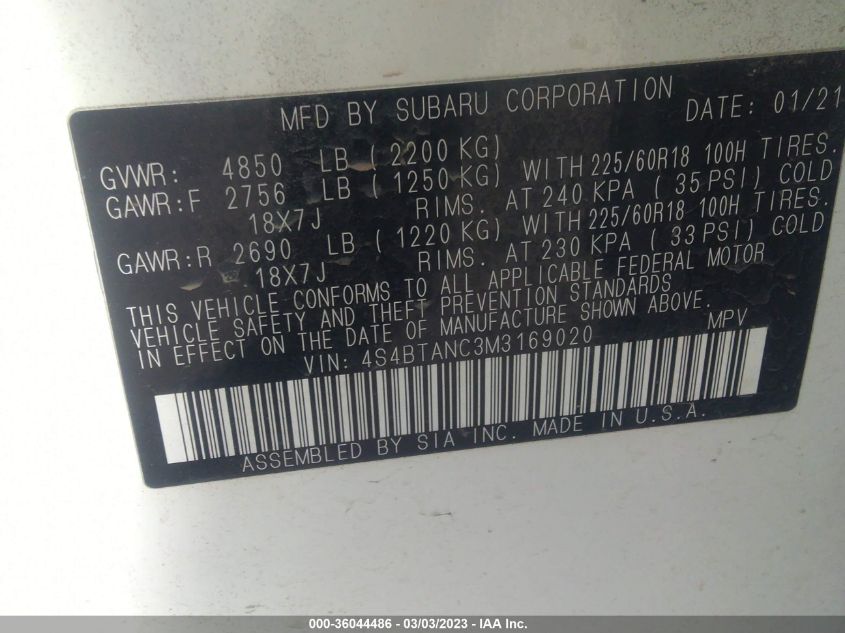 MFD BY SUBARU CORPORATION DATE: 01/21
GVWR: 4850 LB ( 2200 KG)
GAWR:F 2756 LB ( 1250 KG) WITH 225/60R18 100H TIRES.
18X7J RIMS. AT 240 KPA ( 35 PSI) COLD
GAWR:R 2690 LB ( 1220 KG) WITH 225/60R18 100H TIRES.
18X7J RIMS. AT 230 KPA ( 33 PSI) COLD
THIS VEHICLE CONFORMS TO ALL APPLICABLE FEDERAL MOTOR
VEHICLE SAFETY AND THEFT PREVENTION STANDARDS
IN EFFECT ON THE DATE OF MANUFACTURE SHOWN ABOVE.
VIN: 4S4BTANC3M3169020 MPV
ASSEMBLED BY SIA INC. MADE IN U.S.A.
000-36044486 - 03/03/2023 - IAA Inc.